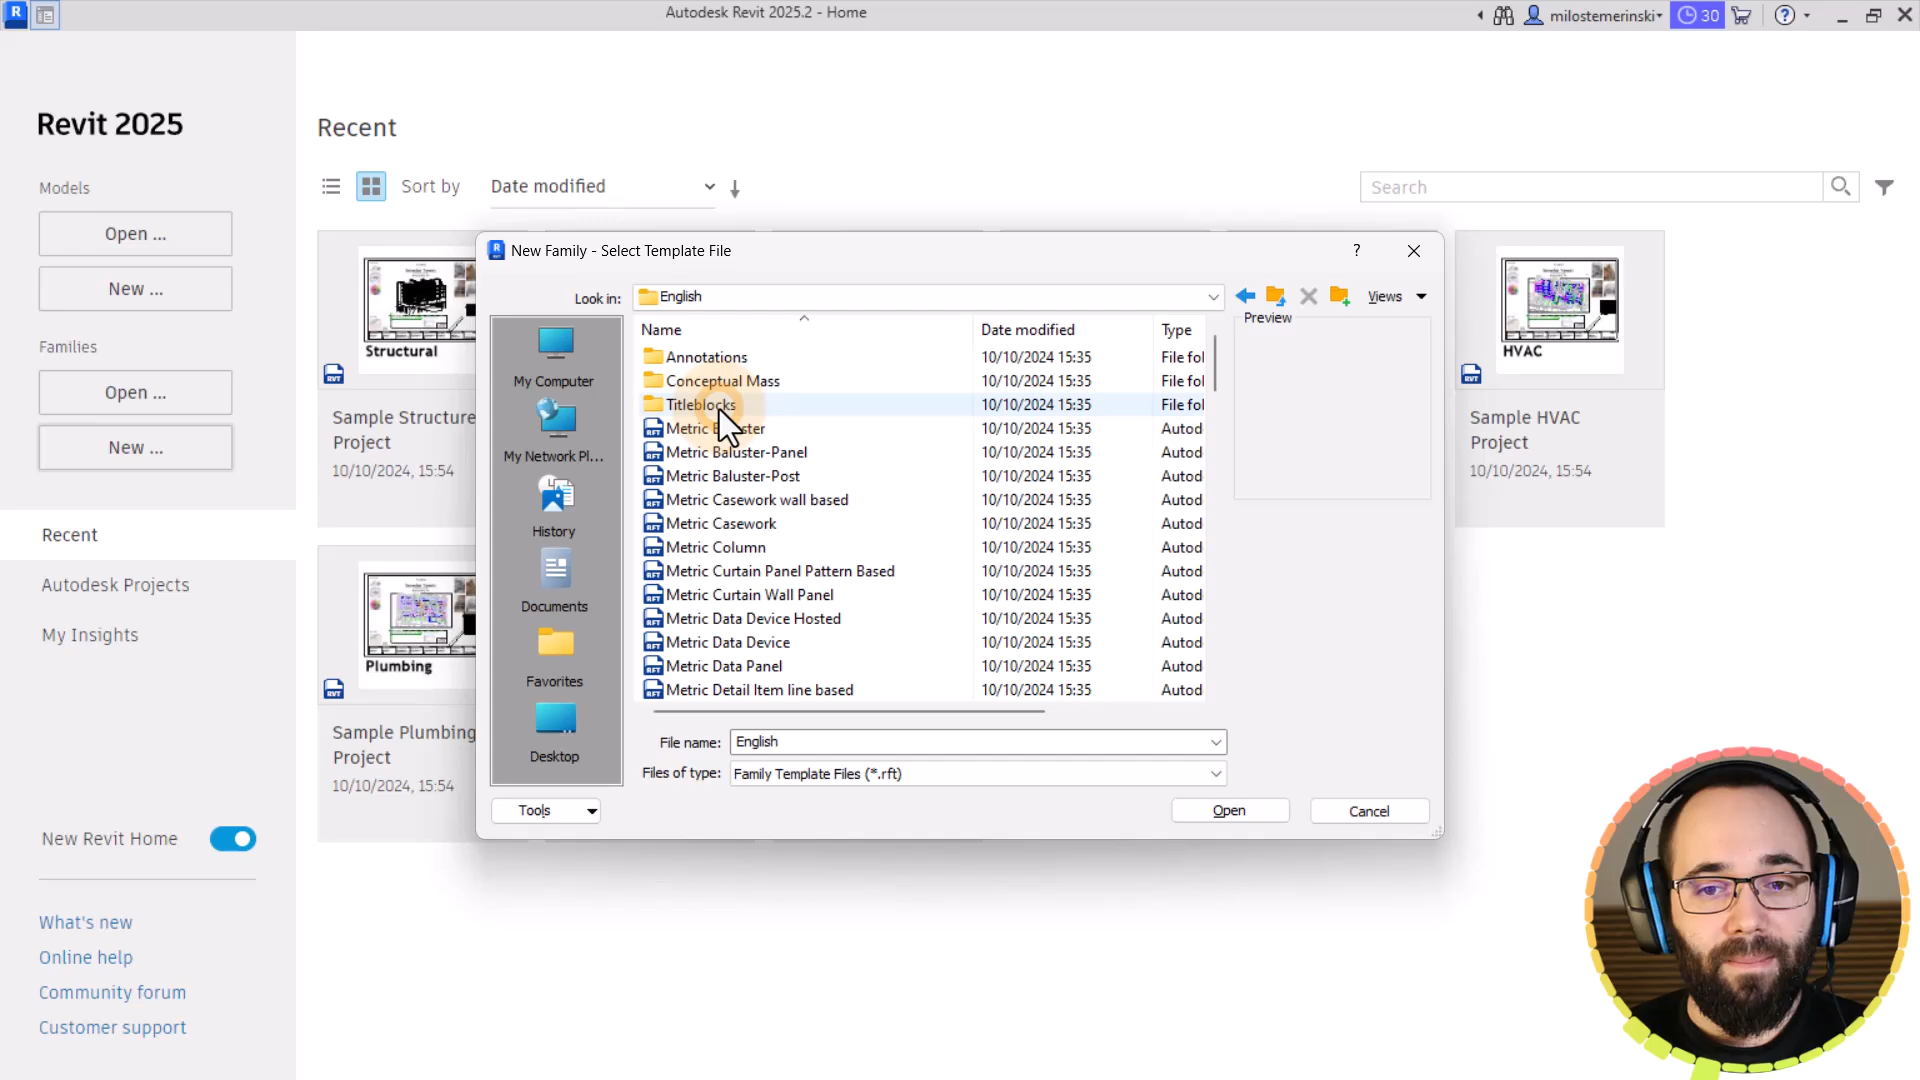 Autodesk Revit 2025.2 - Home
milostemerinski
30
Revit 2025
Models
Open ...
New ...
Families
Open ...
New ...
Recent
Autodesk Projects
My Insights
New Revit Home
What's new
Online help
Community forum
Customer support
Recent
Sort by
Date modified
Search
Structural
Sample Structure
Project
10/10/2024, 15:54
Plumbing
Sample Plumbing
Project
10/10/2024, 15:54
HVAC
Sample HVAC
Project
10/10/2024, 15:54
New Family - Select Template File
Look in:
English
Views
My Computer
My Network Pl...
History
Documents
Favorites
Desktop
Name Date modified Type
Annotations 10/10/2024 15:35 File fol
Conceptual Mass 10/10/2024 15:35 File fol
Titleblocks 10/10/2024 15:35 File fol
Metric Baluster 10/10/2024 15:35 Autod
Metric Baluster-Panel 10/10/2024 15:35 Autod
Metric Baluster-Post 10/10/2024 15:35 Autod
Metric Casework wall based 10/10/2024 15:35 Autod
Metric Casework 10/10/2024 15:35 Autod
Metric Column 10/10/2024 15:35 Autod
Metric Curtain Panel Pattern Based 10/10/2024 15:35 Autod
Metric Curtain Wall Panel 10/10/2024 15:35 Autod
Metric Data Device Hosted 10/10/2024 15:35 Autod
Metric Data Device 10/10/2024 15:35 Autod
Metric Data Panel 10/10/2024 15:35 Autod
Metric Detail Item line based 10/10/2024 15:35 Autod
Preview
File name: English
Files of type: Family Template Files (*.rft)
Tools
Open
Cancel